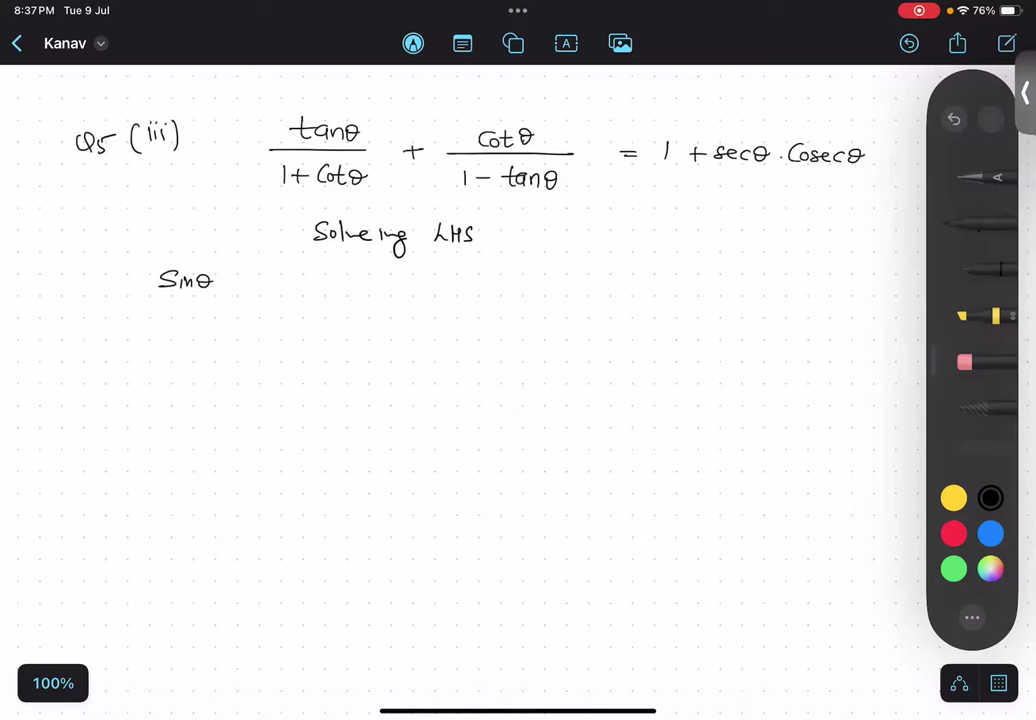 8:37 PM Tue 9 Jul
76%
Kanav
A
Q5 (iii) tanθ / 1 + Cotθ + Cotθ / 1 - tanθ = 1 + secθ . Cosecθ
Solveing LHS
Sinθ
100%